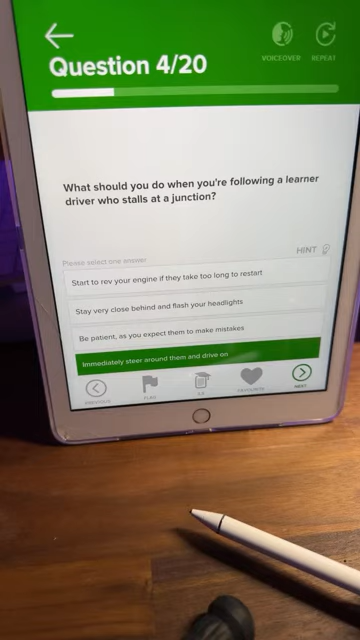 VOICEOVER
REPEAT
Question 4/20
What should you do when you're following a learner
driver who stalls at a junction?
HINT
Please select one answer
Start to rev your engine if they take too long to restart
Stay very close behind and flash your headlights
Be patient, as you expect them to make mistakes
Immediately steer around them and drive on
PREVIOUS
FLAG
FAVOURITE
NEXT